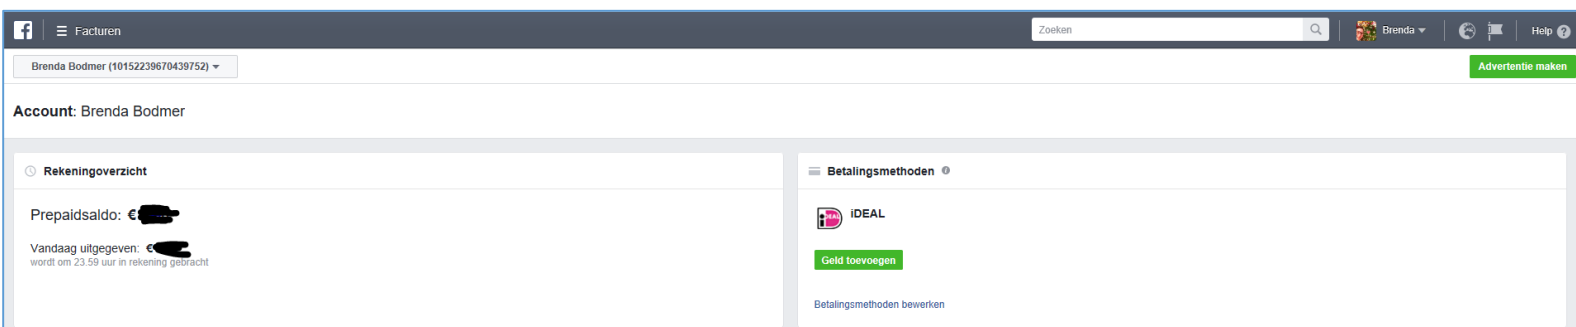 f Facturen Zoeken Brenda Help
Brenda Bodmer (10152239670439752) Advertentie maken
Account: Brenda Bodmer
Rekeningoverzicht
Prepaidsaldo: €
Vandaag uitgegeven: €
wordt om 23.59 uur in rekening gebracht
Betalingsmethoden
iDEAL iDEAL
Geld toevoegen
Betalingsmethoden bewerken